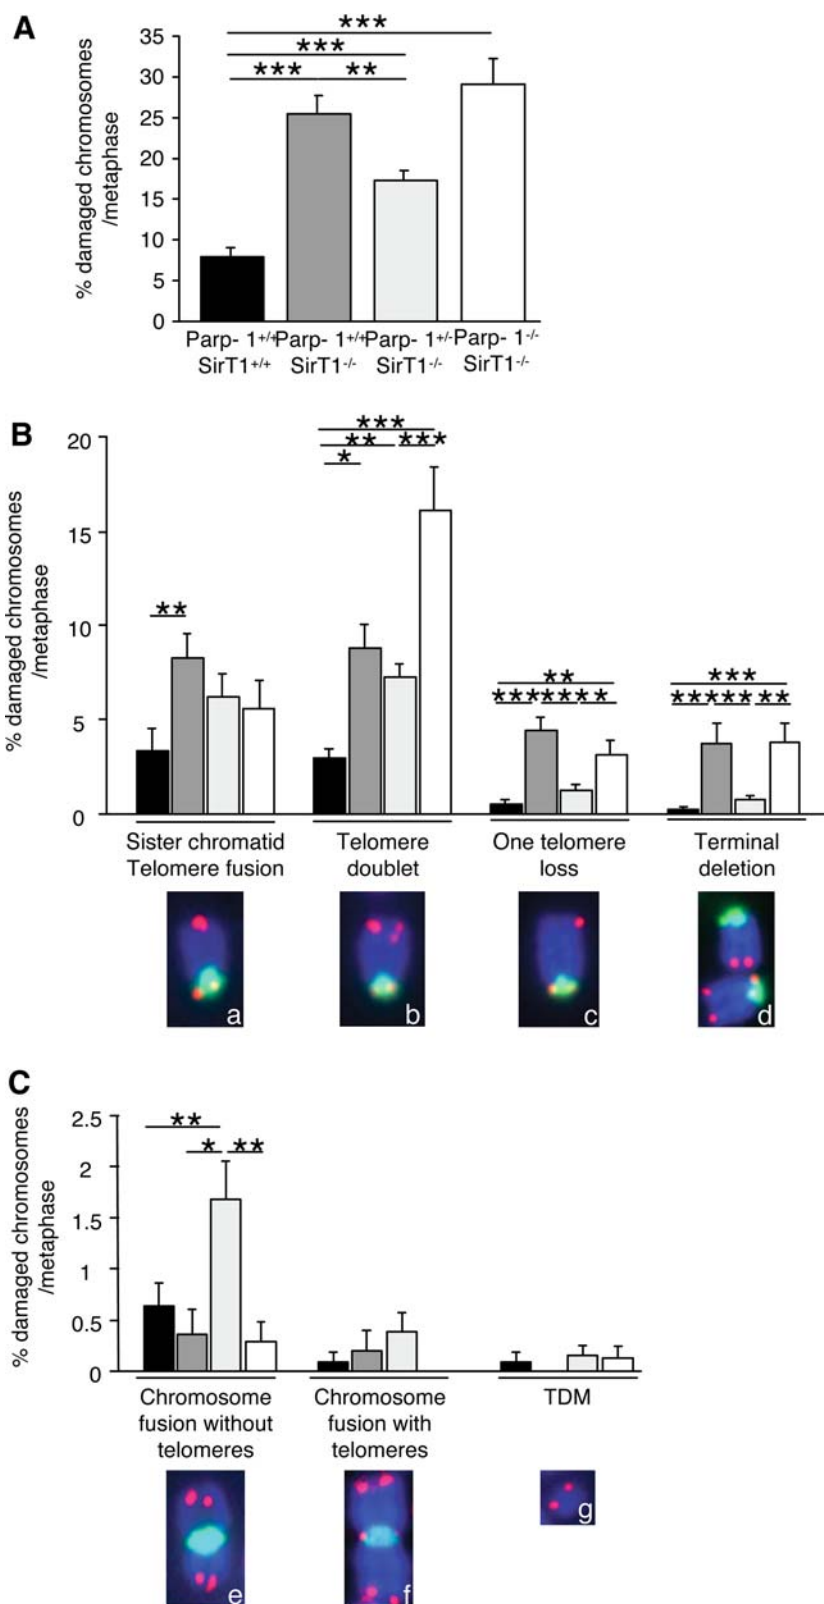 A
% damaged chromosomes
/metaphase
35
30
25
20
15
10
5
0
***
***
*** **
Parp- 1+/+ Parp- 1+/+ Parp- 1+/- Parp- 1-/-
SirT1+/+ SirT1-/- SirT1-/- SirT1-/-
B
% damaged chromosomes
/metaphase
20
15
10
5
0
**
***
** ***
*
**
*** *** **
***
*** *** **
Sister chromatid Telomere One telomere Terminal
Telomere fusion doublet loss deletion
a b c d
C
% damaged chromosomes
/metaphase
2.5
2
1.5
1
0.5
0
**
* **
Chromosome Chromosome TDM
fusion without fusion with
telomeres telomeres
e f g